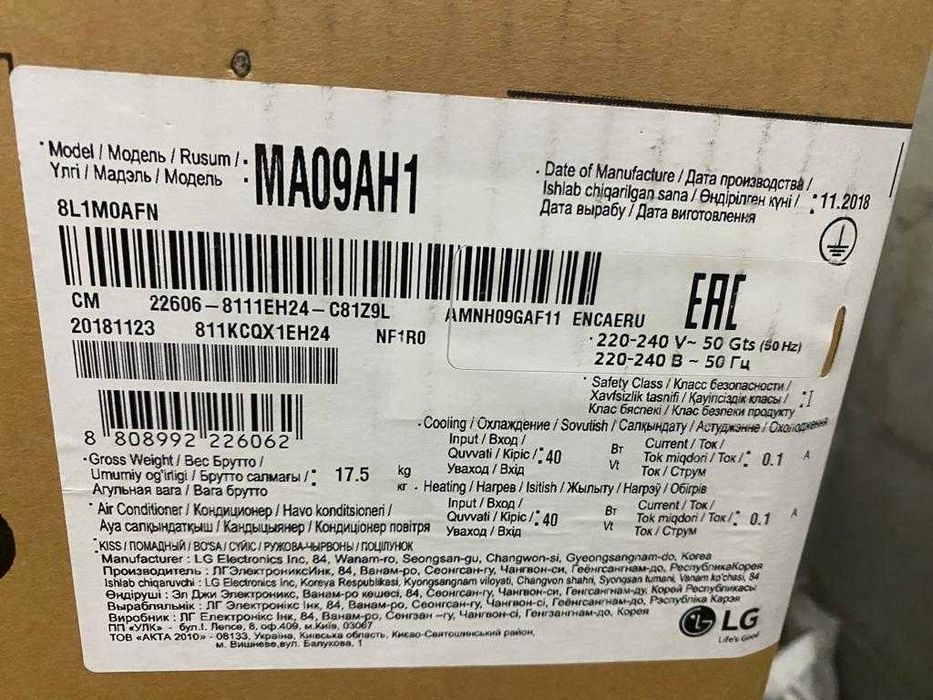 Model / Модель / Rusum /
Үлгі / Мадэль / Модель : MA09AH1
Date of Manufacture / Дата производства /
Ishlab chiqarilgan sana / Өндірілген күні / : 11.2018
Дата вырабу / Дата виготовлення
8L1M0AFN
CM 22606-8111EH24-C81Z9L AMNH09GAF11 ENCAERU
20181123 811KCQX1EH24 NF1R0
EAC
220-240 V~ 50 Gts (50 Hz)
220-240 В ~ 50 Гц
Safety Class / Класс безопасности /
Xavfsizlik tasnifi / Қауіпсіздік класы / : I
Клас бяспекі / Клас безпеки продукту
8 808992 226062
Cooling / Охлаждение / Sovutish / Салқындату / Астуджэнне / Охолодження
Input / Вход / Current / Ток /
Quvvati / Кіріс / : 40 Вт Tok miqdori / Ток / : 0.1 A
Уваход / Вхід Vt Ток / Струм
Gross Weight / Вес Брутто /
Umumiy og'irligi / Брутто салмағы / : 17.5 kg
Агульная вага / Вага брутто кг
Heating / Нагрев / Isitish / Жылыту / Нагрaў / Обігрів
Input / Вход / Current / Ток /
Quvvati / Кіріс / : 40 Вт Tok miqdori / Ток / : 0.1 A
Уваход / Вхід Vt Ток / Струм
Air Conditioner / Кондиционер / Havo konditsioneri /
Ауа салқындатқыш / Кандыцыянер / Кондиціонер повітря
KISS / ПОМАДНЫЙ / BO'SA / СҮЙІС / РУЖОВА-ЧЫРВОНЫ / ПОЦІЛУНОК
Manufacturer : LG Electronics Inc, 84, Wanam-ro, Seongsan-gu, Changwon-si, Gyeongsangnam-do, Korea
Производитель : ЛГЭлектрониксИнк, 84, Ванам-ро, Сеонгсан-гу, Чангвон-си, Геёнгсангнам-до, РеспубликаКорея
Ishlab chiqaruvchi : LG Electronics Inc, Koreya Respublikasi, Kyongsangnam viloyati, Changvon shahri, Syongsan tumani, Vanam ko'chasi, 84
Өндіруші : Эл Джи Электроникс, Ванам-ро көшесі, 84, Сеонгсан-гу, Чангвон-си, Геенгсангнам-ду, Корей Республикасы
Вырабляльнік : ЛГ Электронікс Інк, 84, Ванам-ро, Сеонгсан-гу, Чангвон-сі, Геёнгсангнам-до, Рэспубліка Карэя
Виробник : ЛГ Електронікс Інк, 84, Ванам-ро, Сенгзан-гу, Чангвон-сі, Генгсангнам-до, Корея
ПП «УЛК» - бул.І. Лепсе, 8, оф.409, м.Київ, 03067
ТОВ «АКТА 2010» - 08133, Україна, Київська область, Києво-Святошинський район,
м. Вишневе,вул. Балукова, 1
LG
Life's Good